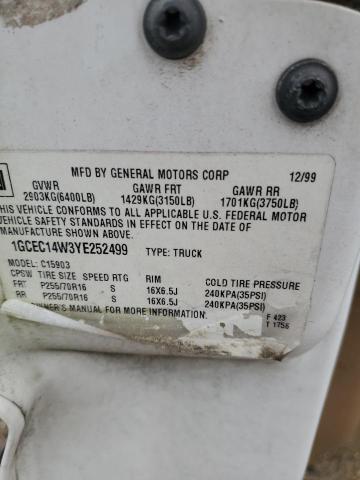 MFD BY GENERAL MOTORS CORP 12/99
GVWR GAWR FRT GAWR RR
2903KG(6400LB) 1429KG(3150LB) 1701KG(3750LB)
THIS VEHICLE CONFORMS TO ALL APPLICABLE U.S. FEDERAL MOTOR
VEHICLE SAFETY STANDARDS IN EFFECT ON THE DATE OF
MANUFACTURE SHOWN ABOVE.
1GCEC14W3YE252499 TYPE: TRUCK
MODEL: C15903
CPSW TIRE SIZE SPEED RTG RIM COLD TIRE PRESSURE
FRT P255/70R16 S 16X6.5J 240KPA(35PSI)
RR P255/70R16 S 16X6.5J 240KPA(35PSI)
OWNER'S MANUAL FOR MORE INFORMATION. F 423
T 1756